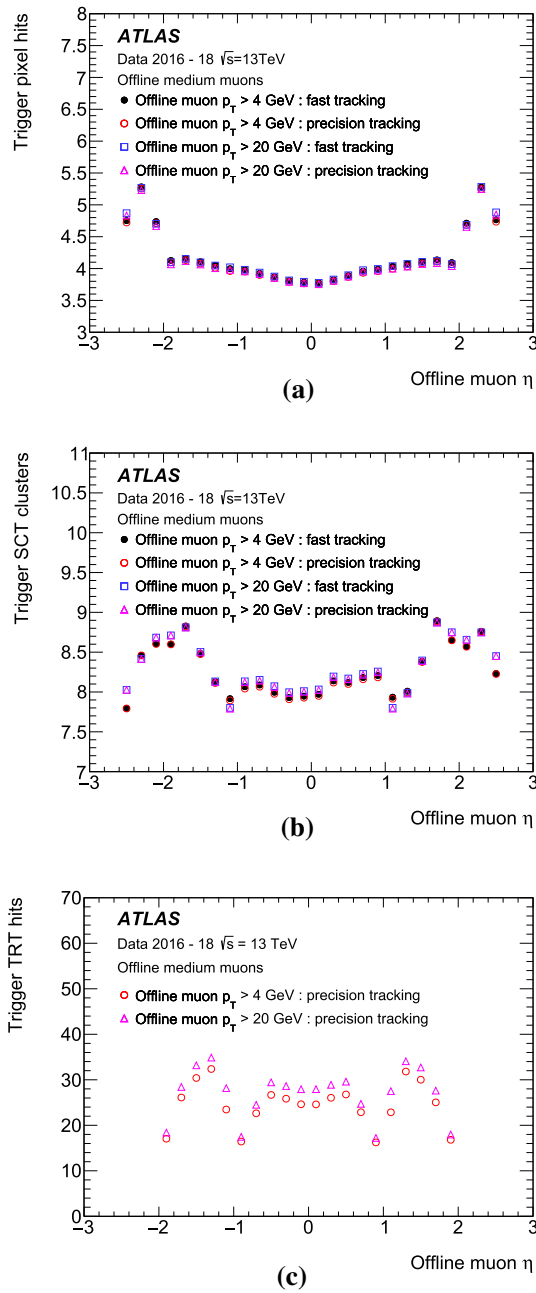 Trigger pixel hits
8
7.5
7
6.5
6
5.5
5
4.5
4
3.5
3
ATLAS
Data 2016 - 18 √s=13TeV
Offline medium muons
Offline muon pT > 4 GeV : fast tracking
Offline muon pT > 4 GeV : precision tracking
Offline muon pT > 20 GeV : fast tracking
Offline muon pT > 20 GeV : precision tracking
−3 −2 −1 0 1 2 3
Offline muon η
(a)
Trigger SCT clusters
11
10.5
10
9.5
9
8.5
8
7.5
7
ATLAS
Data 2016 - 18 √s=13TeV
Offline medium muons
Offline muon pT > 4 GeV : fast tracking
Offline muon pT > 4 GeV : precision tracking
Offline muon pT > 20 GeV : fast tracking
Offline muon pT > 20 GeV : precision tracking
−3 −2 −1 0 1 2 3
Offline muon η
(b)
Trigger TRT hits
70
60
50
40
30
20
10
0
ATLAS
Data 2016 - 18 √s = 13 TeV
Offline medium muons
Offline muon pT > 4 GeV : precision tracking
Offline muon pT > 20 GeV : precision tracking
−3 −2 −1 0 1 2 3
Offline muon η
(c)